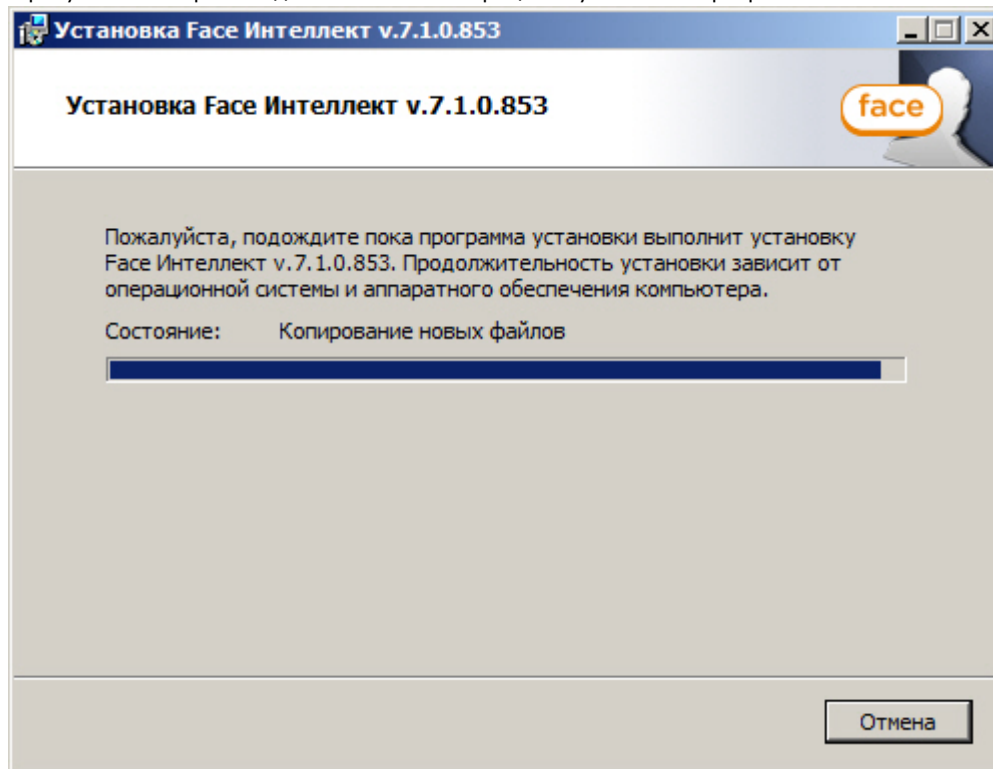 Установка Face Интеллект v.7.1.0.853
Установка Face Интеллект v.7.1.0.853
face
Пожалуйста, подождите пока программа установки выполнит установку
Face Интеллект v.7.1.0.853. Продолжительность установки зависит от
операционной системы и аппаратного обеспечения компьютера.
Состояние: Копирование новых файлов
Отмена